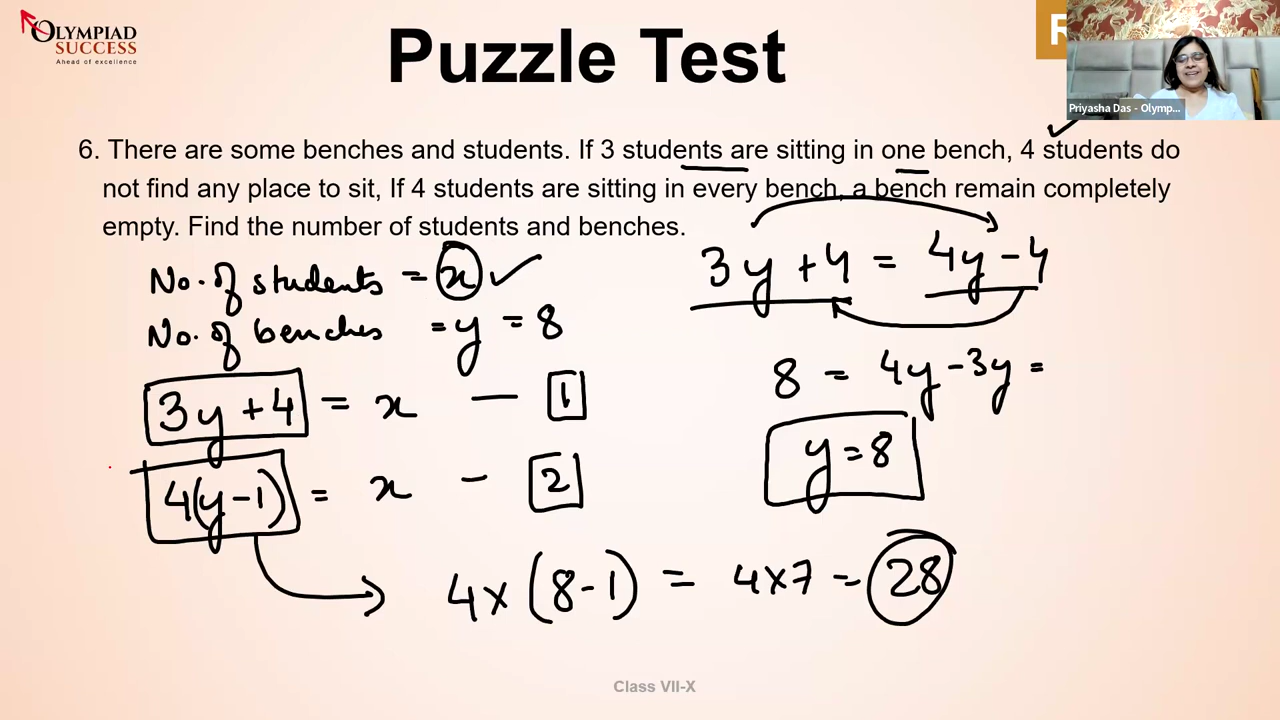 OLYMPIAD
SUCCESS
Ahead of excellence
Puzzle Test
R
Priyasha Das - Olymp...
6. There are some benches and students. If 3 students are sitting in one bench, 4 students do
not find any place to sit, If 4 students are sitting in every bench, a bench remain completely
empty. Find the number of students and benches.
No. of students = x
No. of benches = y = 8
3y + 4 = x — 1
4(y - 1) = x - 2
3y + 4 = 4y - 4
8 = 4y - 3y =
y = 8
4 x (8 - 1) = 4 x 7 = 28
Class VII-X